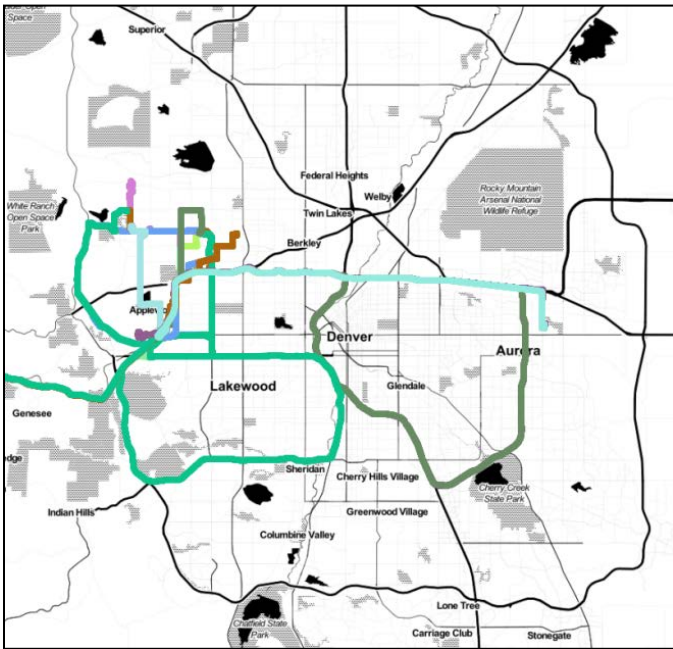 Space
Superior
Federal Heights
Welby
Twin Lakes
Rocky Mountain
Arsenal National
Wildlife Refuge
White Ranch
Open Space
Park
Berkley
Denver
Aurora
Lakewood
Glendale
Genesee
Sheridan
Cherry Hills Village
Cherry Creek
State Park
Indian Hills
Greenwood Village
Columbine Valley
Lone Tree
Chatfield State
Park
Carriage Club
Stonegate